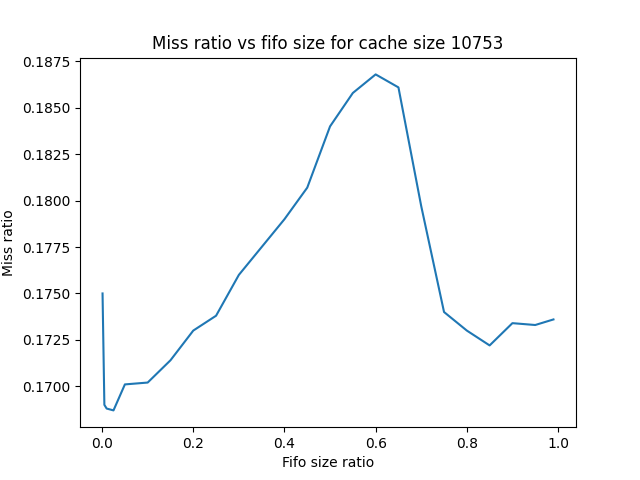 Miss ratio vs fifo size for cache size 10753
0.1875
0.1850
0.1825
0.1800
0.1775
0.1750
0.1725
0.1700
Miss ratio
0.0 0.2 0.4 0.6 0.8 1.0
Fifo size ratio